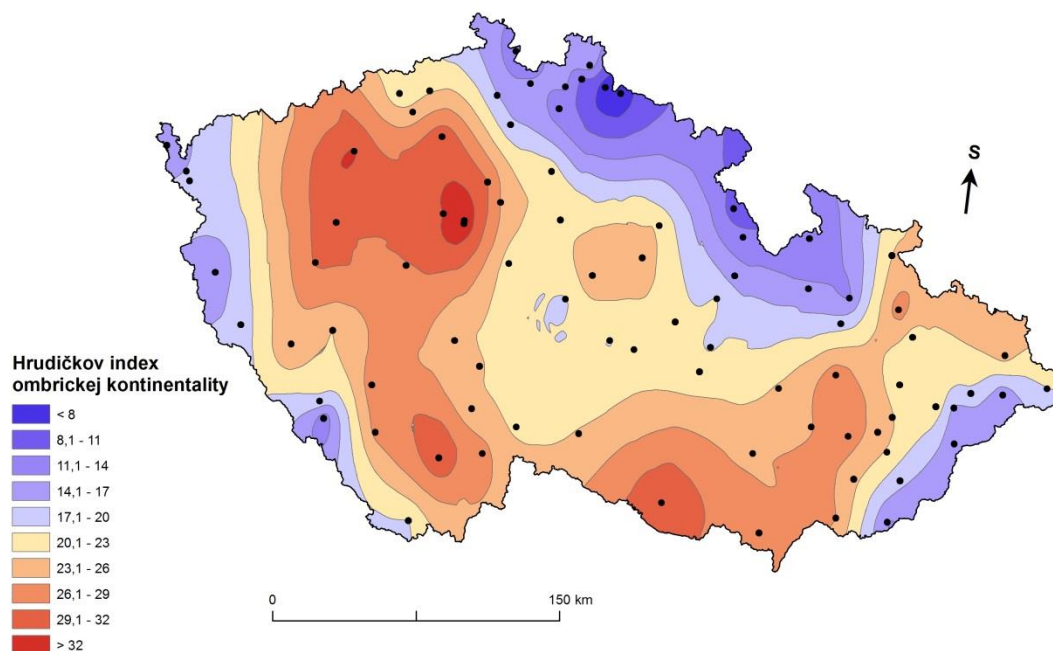 S
Hrudičkov index
ombrickej kontinentality
< 8
8,1 - 11
11,1 - 14
14,1 - 17
17,1 - 20
20,1 - 23
23,1 - 26
26,1 - 29
29,1 - 32
> 32
0 150 km